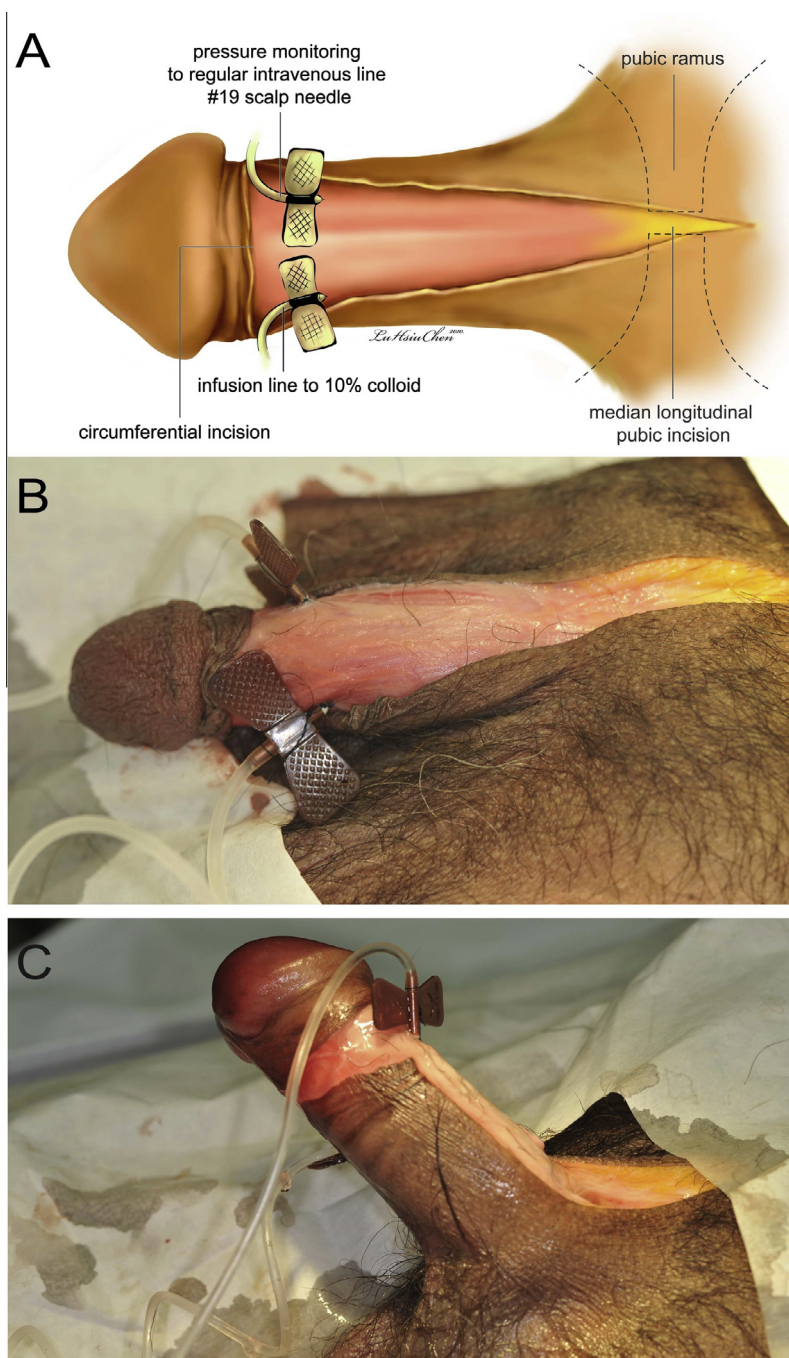 A
pressure monitoring
to regular intravenous line
#19 scalp needle
pubic ramus
LuHsiuChen
infusion line to 10% colloid
circumferential incision
median longitudinal
pubic incision
B
C